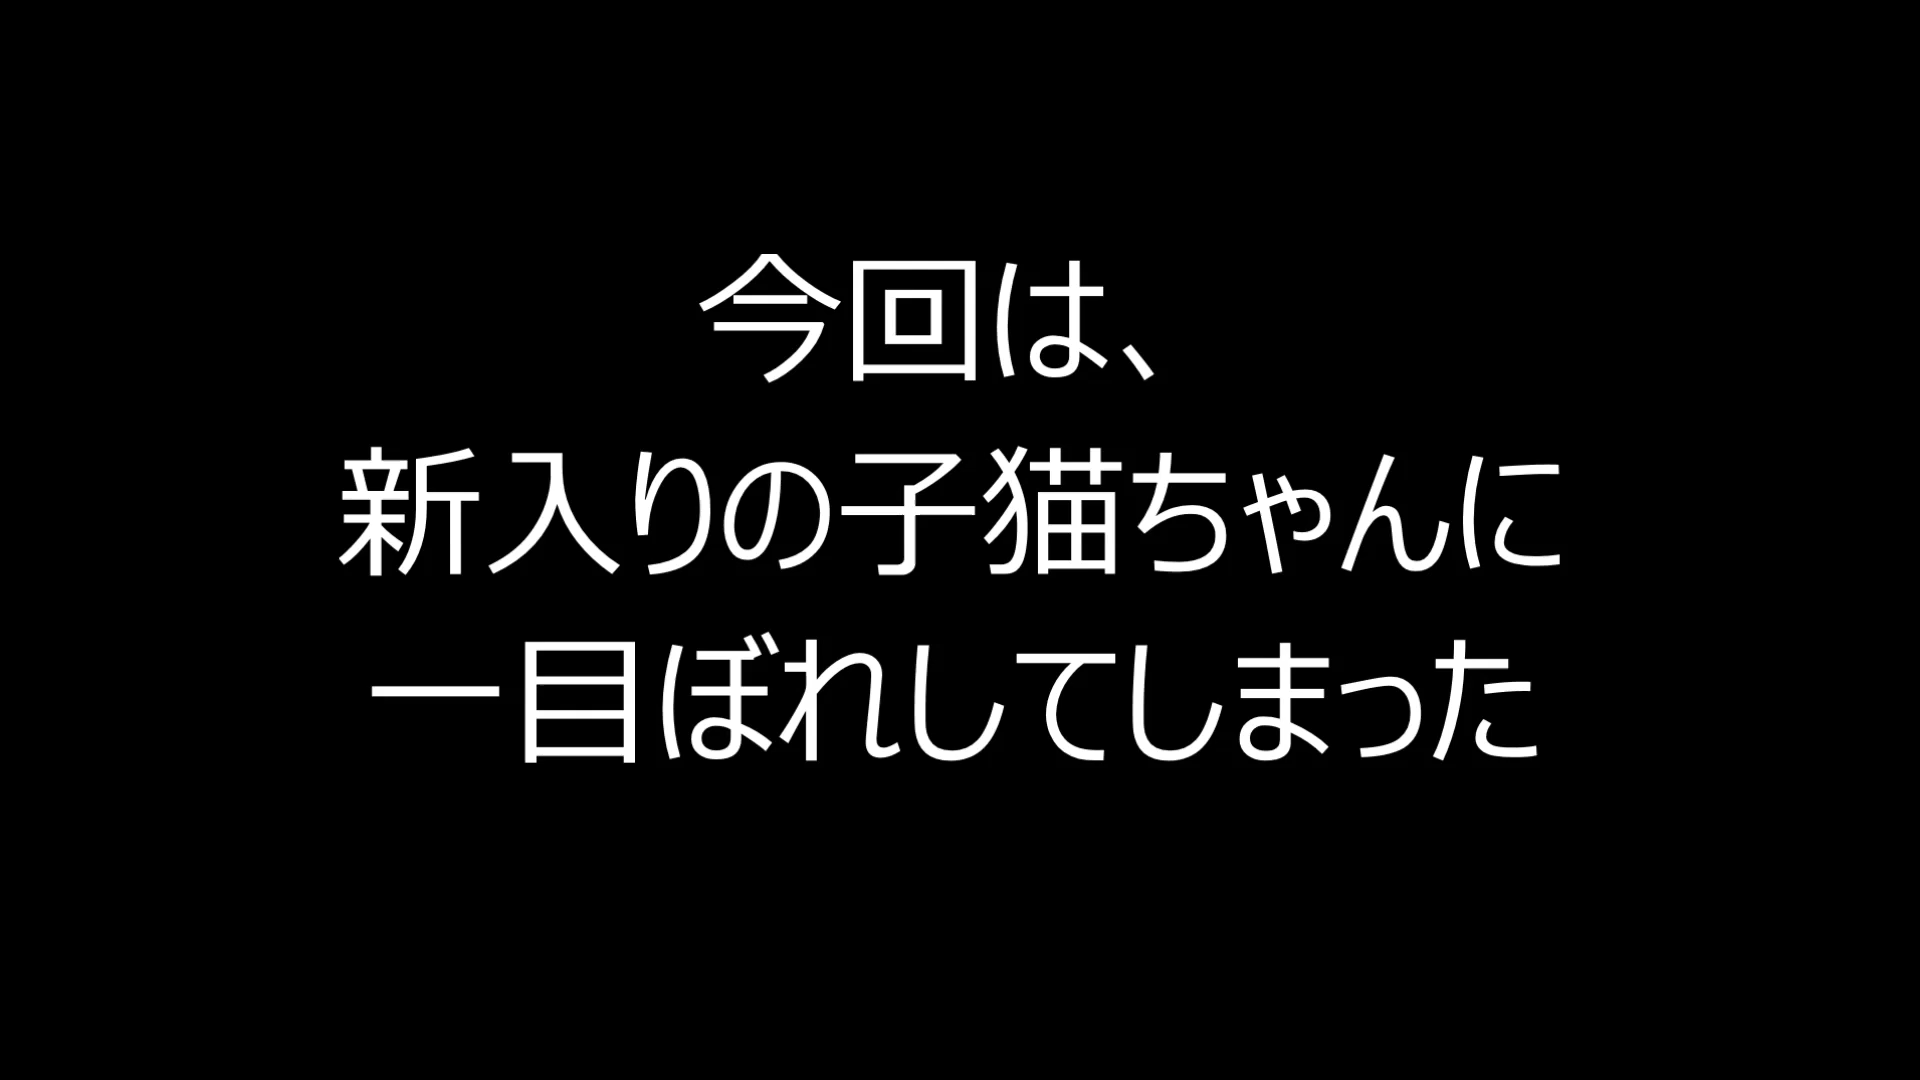 今回は、
新入りの子猫ちゃんに
一目ぼれしてしまった